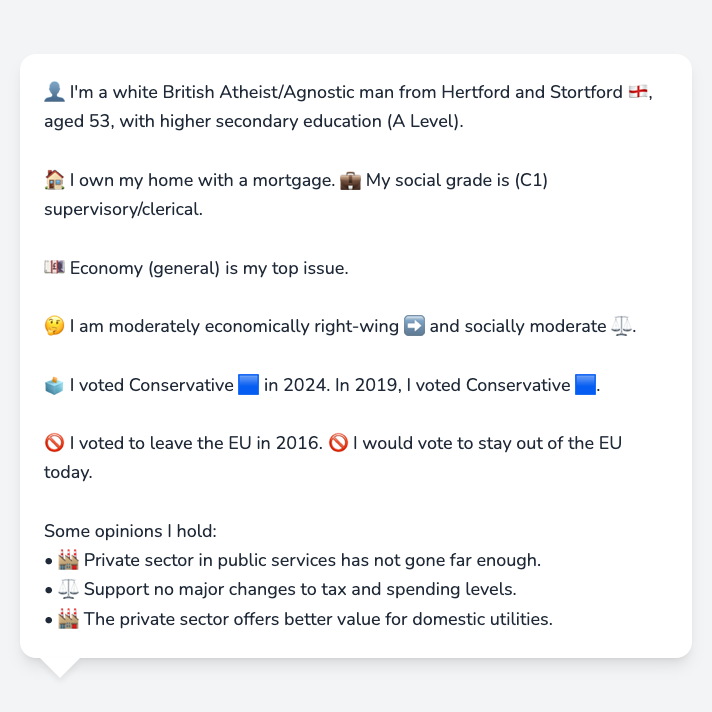 👤 I'm a white British Atheist/Agnostic man from Hertford and Stortford 🏴󠁧󠁢󠁥󠁮󠁧󠁿,
aged 53, with higher secondary education (A Level).
🏠 I own my home with a mortgage. 💼 My social grade is (C1)
supervisory/clerical.
💷 Economy (general) is my top issue.
🤔 I am moderately economically right-wing ➡️ and socially moderate ⚖️.
🗳️ I voted Conservative 🟦 in 2024. In 2019, I voted Conservative 🟦.
🚫 I voted to leave the EU in 2016. 🚫 I would vote to stay out of the EU
today.
Some opinions I hold:
• 🏭 Private sector in public services has not gone far enough.
• ⚖️ Support no major changes to tax and spending levels.
• 🏭 The private sector offers better value for domestic utilities.